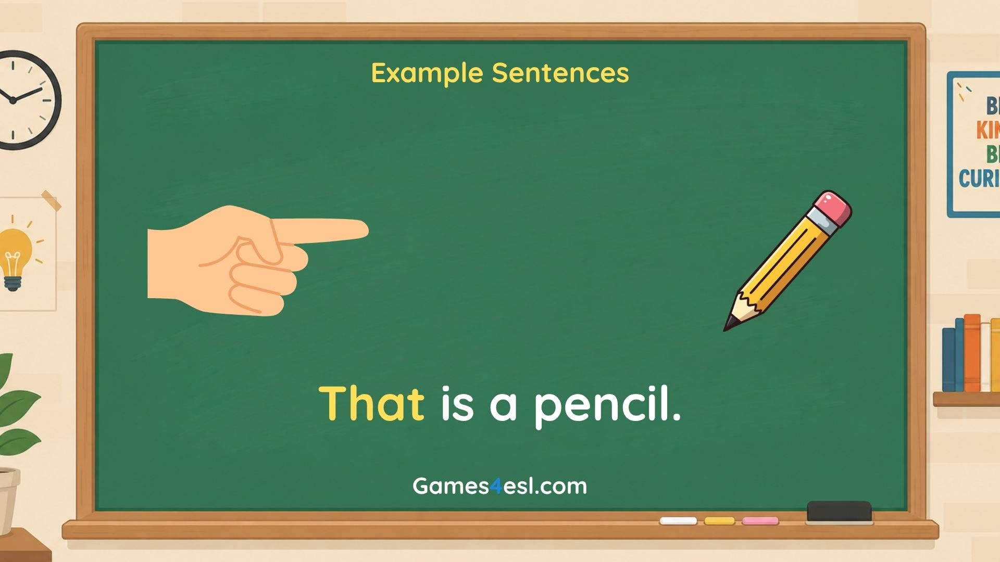 Example Sentences
That is a pencil.
Games4esl.com